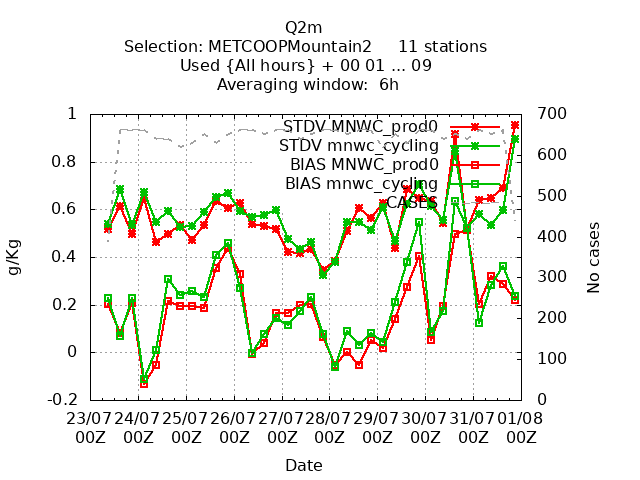 Q2m
Selection: METCOOPMountain2     11 stations
Used {All hours} + 00 01 ... 09
Averaging window:  6h
1
0.8
0.6
0.4
0.2
0
-0.2
g/Kg
700
600
500
400
300
200
100
0
No cases
STDV MNWC_prod0
STDV mnwc_cycling
BIAS MNWC_prod0
BIAS mnwc_cycling
CASES
23/07 24/07 25/07 26/07 27/07 28/07 29/07 30/07 31/07 01/08
00Z 00Z 00Z 00Z 00Z 00Z 00Z 00Z 00Z 00Z
Date